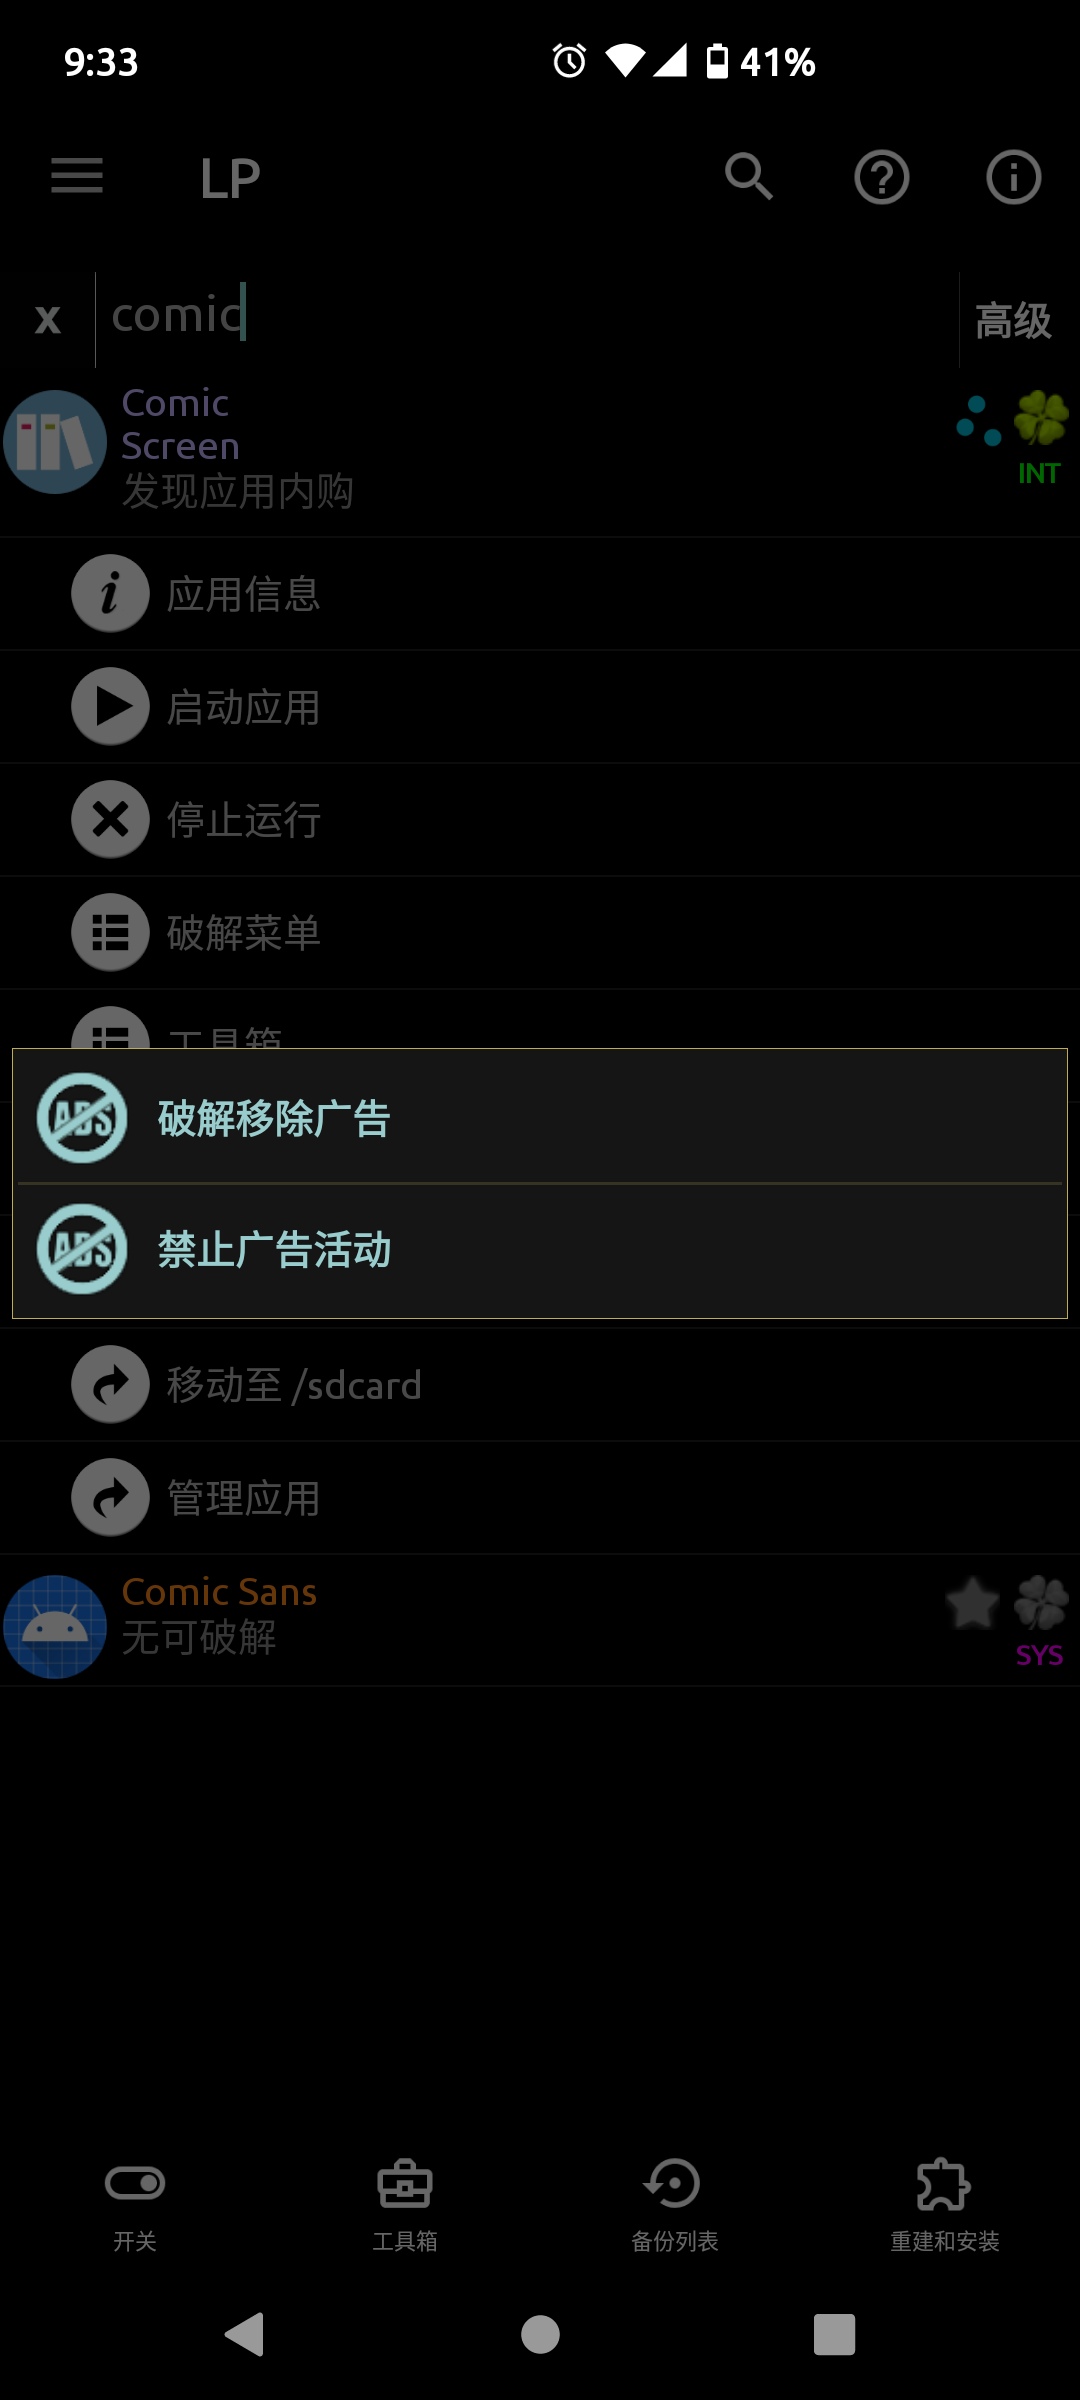 9:33
41%
LP
x
comic
高级
Comic
Screen
发现应用内购
INT
应用信息
启动应用
停止运行
破解菜单
工具箱
ADS
破解移除广告
ADS
禁止广告活动
移动至 /sdcard
管理应用
Comic Sans
无可破解
SYS
开关
工具箱
备份列表
重建和安装